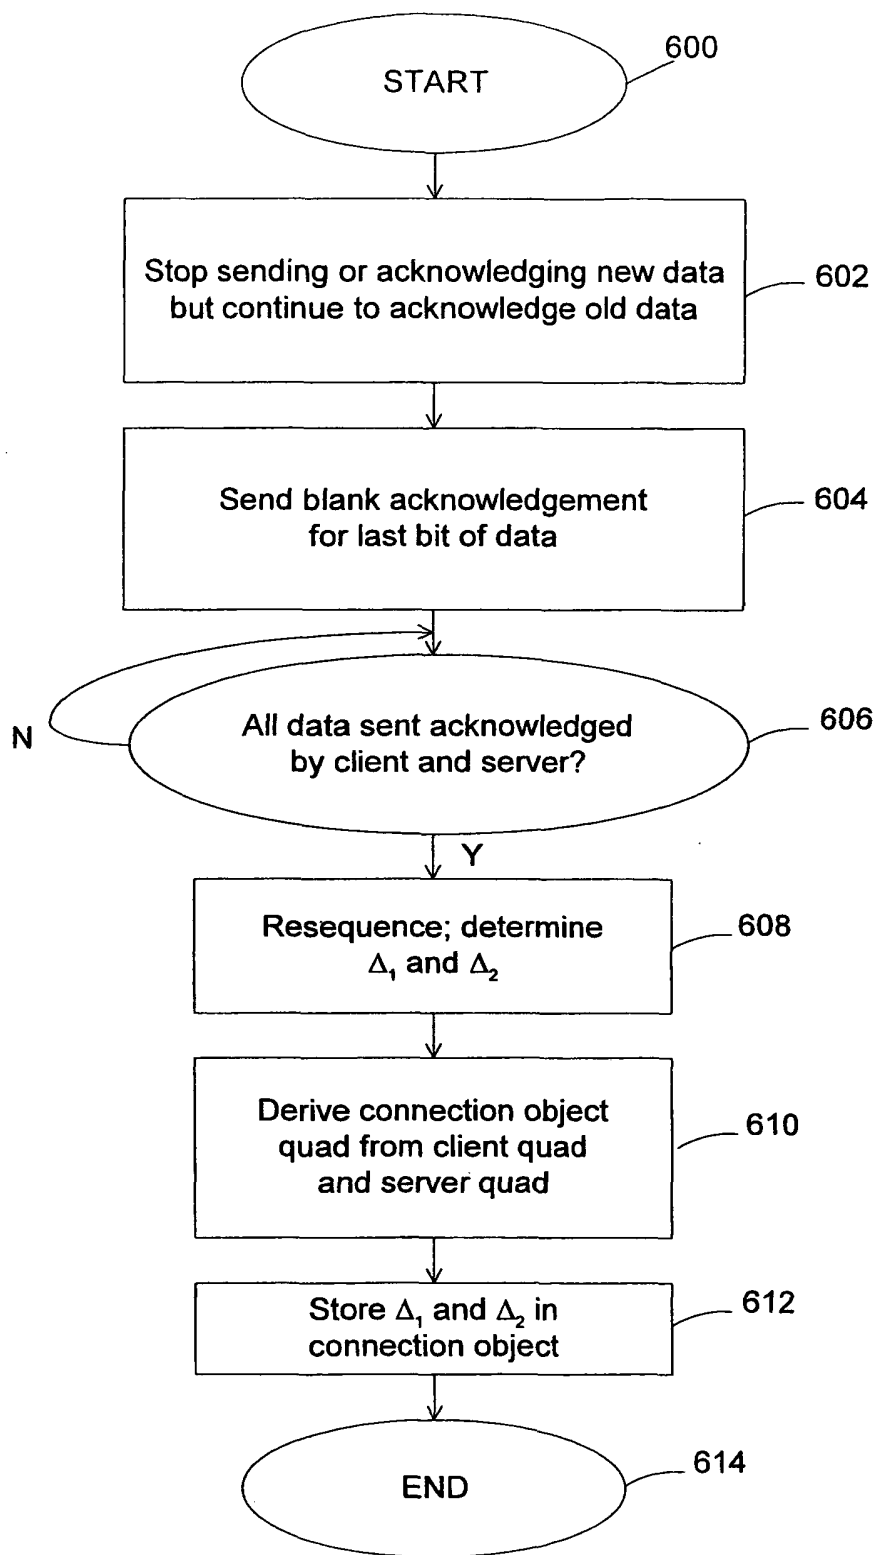 START
600
Stop sending or acknowledging new data
but continue to acknowledge old data
602
Send blank acknowledgement
for last bit of data
604
N
All data sent acknowledged
by client and server?
606
Y
Resequence; determine
Δ₁ and Δ₂
608
Derive connection object
quad from client quad
and server quad
610
Store Δ₁ and Δ₂ in
connection object
612
END
614